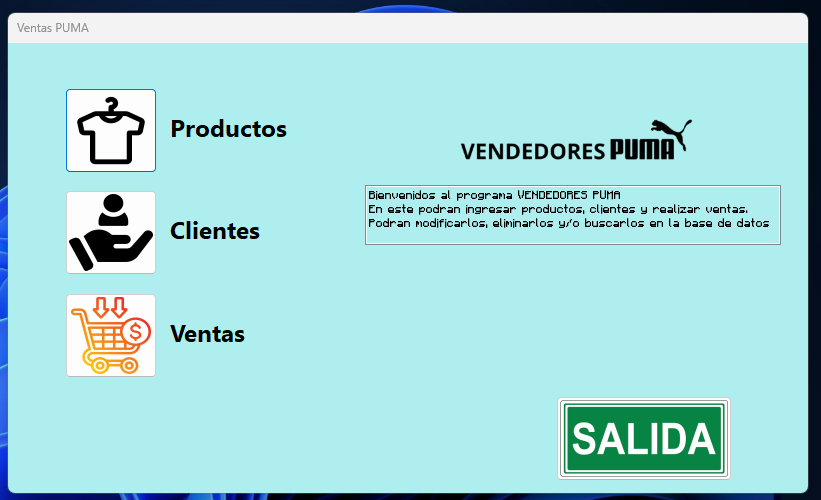 Ventas PUMA
Productos
Clientes
Ventas
VENDEDORES PUMA
Bienvenidos al programa VENDEDORES PUMA
En este podran ingresar productos, clientes y realizar ventas.
Podran modificarlos, eliminarlos y/o buscarlos en la base de datos
$
SALIDA